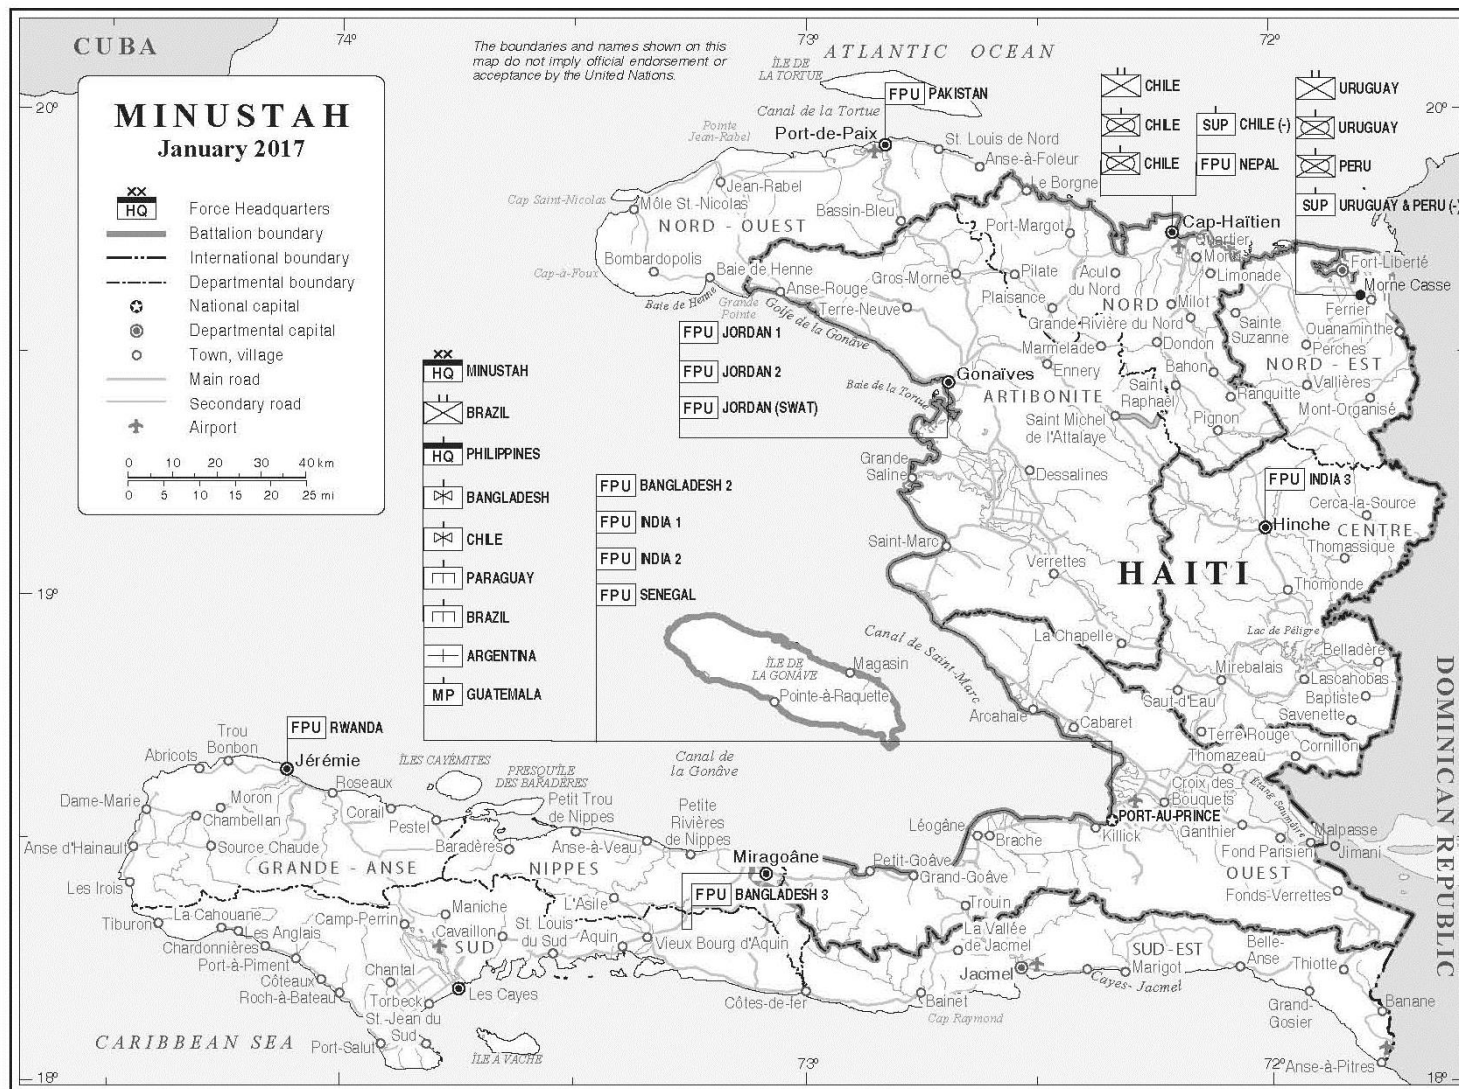 CUBA
74°
73°
72°
The boundaries and names shown on this
map do not imply official endorsement or
acceptance by the United Nations.
ATLANTIC OCEAN
ÎLE DE
LA TORTUE
20°
20°
MINUSTAH
January 2017
XX
HQ Force Headquarters
Battalion boundary
International boundary
Departmental boundary
National capital
Departmental capital
Town, village
Main road
Secondary road
Airport
0 10 20 30 40 km
0 5 10 15 20 25 mi
FPU PAKISTAN
Canal de la Tortue
Port-de-Paix
Pointe
Jean-Rabel
St. Louis de Nord
Anse-à-Foleur
Le Borgne
CHILE
CHILE
CHILE
SUP CHILE (-)
FPU NEPAL
URUGUAY
URUGUAY
PERU
SUP URUGUAY & PERU (-)
Jean-Rabel
Cap Saint-Nicolas
Môle St.-Nicolas
NORD - OUEST
Bassin-Bleu
Port-Margot
Cap-Haïtien
Quartier
Morin
Limonade
Fort-Liberté
Morne Casse
Ferrier
Ouanaminthe
Bombardopolis
Cap-à-Foux
Baie de Henne
Baie de Henne
Anse-Rouge
Grande
Pointe
Golfe de la Gonâve
Terre-Neuve
Gros-Morne
Pilate
Acul
du Nord
Plaisance
NORD
Milot
Grande Rivière du Nord
Sainte
Suzanne
Perches
NORD - EST
Marmelade
Dondon
Ennery
Bahon
Vallières
Saint
Raphaël
Ranquitte
Mont-Organisé
FPU JORDAN 1
FPU JORDAN 2
FPU JORDAN (SWAT)
Baie de la Tortue
Gonaïves
ARTIBONITE
Saint Michel
de l'Attalaye
Pignon
XX
HQ MINUSTAH
BRAZIL
HQ PHILIPPINES
BANGLADESH
CHILE
PARAGUAY
BRAZIL
ARGENTINA
MP GUATEMALA
FPU BANGLADESH 2
FPU INDIA 1
FPU INDIA 2
FPU SENEGAL
Grande
Saline
Dessalines
FPU INDIA 3
Cerca-la-Source
Hinche
CENTRE
Saint-Marc
Thomassique
Verrettes
HAITI
Thomonde
19°
19°
Canal de Saint-Marc
La Chapelle
Lac de Péligre
Belladère
Mirebalais
Lascahobas
Baptiste
Saut-d'Eau
Savenette
ÎLE DE
LA GONÂVE
Magasin
Pointe-à-Raquette
Arcahaie
Cabaret
Terre Rouge
Cornillon
Thomazeau
DOMINICAN REPUBLIC
FPU RWANDA
Trou
Bonbon
Abricots
Jérémie
ÎLES CAYÉMITES
PRESQU'ÎLE
DES BARADÈRES
Canal de
la Gonâve
Roseaux
Dame-Marie
Moron
Chambellan
Corail
Pestel
Petit Trou
de Nippes
Petite
Rivières
de Nippes
Croix des
Bouquets
Étang Saumâtre
PORT-AU-PRINCE
Ganthier
Malpasse
Jimani
Fond Parisien
Léogâne
Brache
Killick
Anse d'Hainault
Source Chaude
Baradères
Anse-à-Veau
Miragoâne
Petit-Goâve
Grand-Goâve
OUEST
Fonds-Verrettes
GRANDE - ANSE
NIPPES
Les Irois
FPU BANGLADESH 3
L'Asile
Trouin
Tiburon
La Cahouane
Les Anglais
Chardonnières
Port-à-Piment
Côteaux
Roch-à-Bateau
Camp-Perrin
Maniche
Cavaillon
SUD
St. Louis
du Sud
Aquin
Vieux Bourg d'Aquin
La Vallée
de Jacmel
SUD-EST
Belle-
Anse
Thiotte
Jacmel
Cayes-Jacmel
Marigot
Chantal
Torbeck
Les Cayes
Côtes-de-fer
Bainet
Cap Raymond
Grand-
Gosier
Banane
St.-Jean du
Sud
CARIBBEAN SEA
Port-Salut
ÎLE À VACHE
Anse-à-Pitres
18°
73°
72°
18°